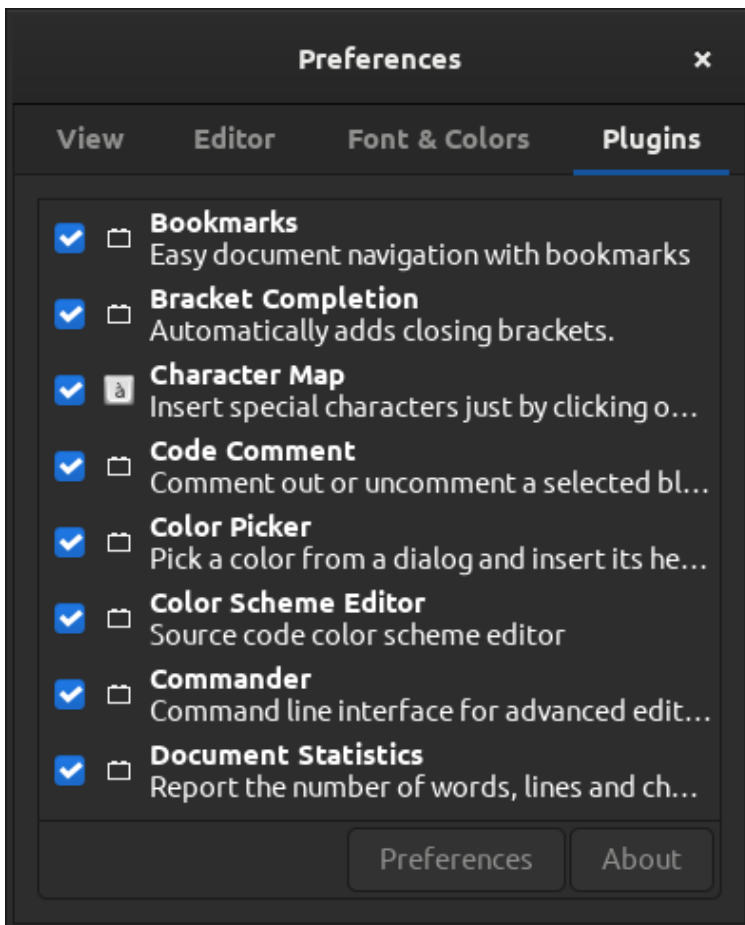 Preferences ×
View Editor Font & Colors Plugins
Bookmarks
Easy document navigation with bookmarks
Bracket Completion
Automatically adds closing brackets.
à
Character Map
Insert special characters just by clicking o…
Code Comment
Comment out or uncomment a selected bl…
Color Picker
Pick a color from a dialog and insert its he…
Color Scheme Editor
Source code color scheme editor
Commander
Command line interface for advanced edit…
Document Statistics
Report the number of words, lines and ch…
Preferences About